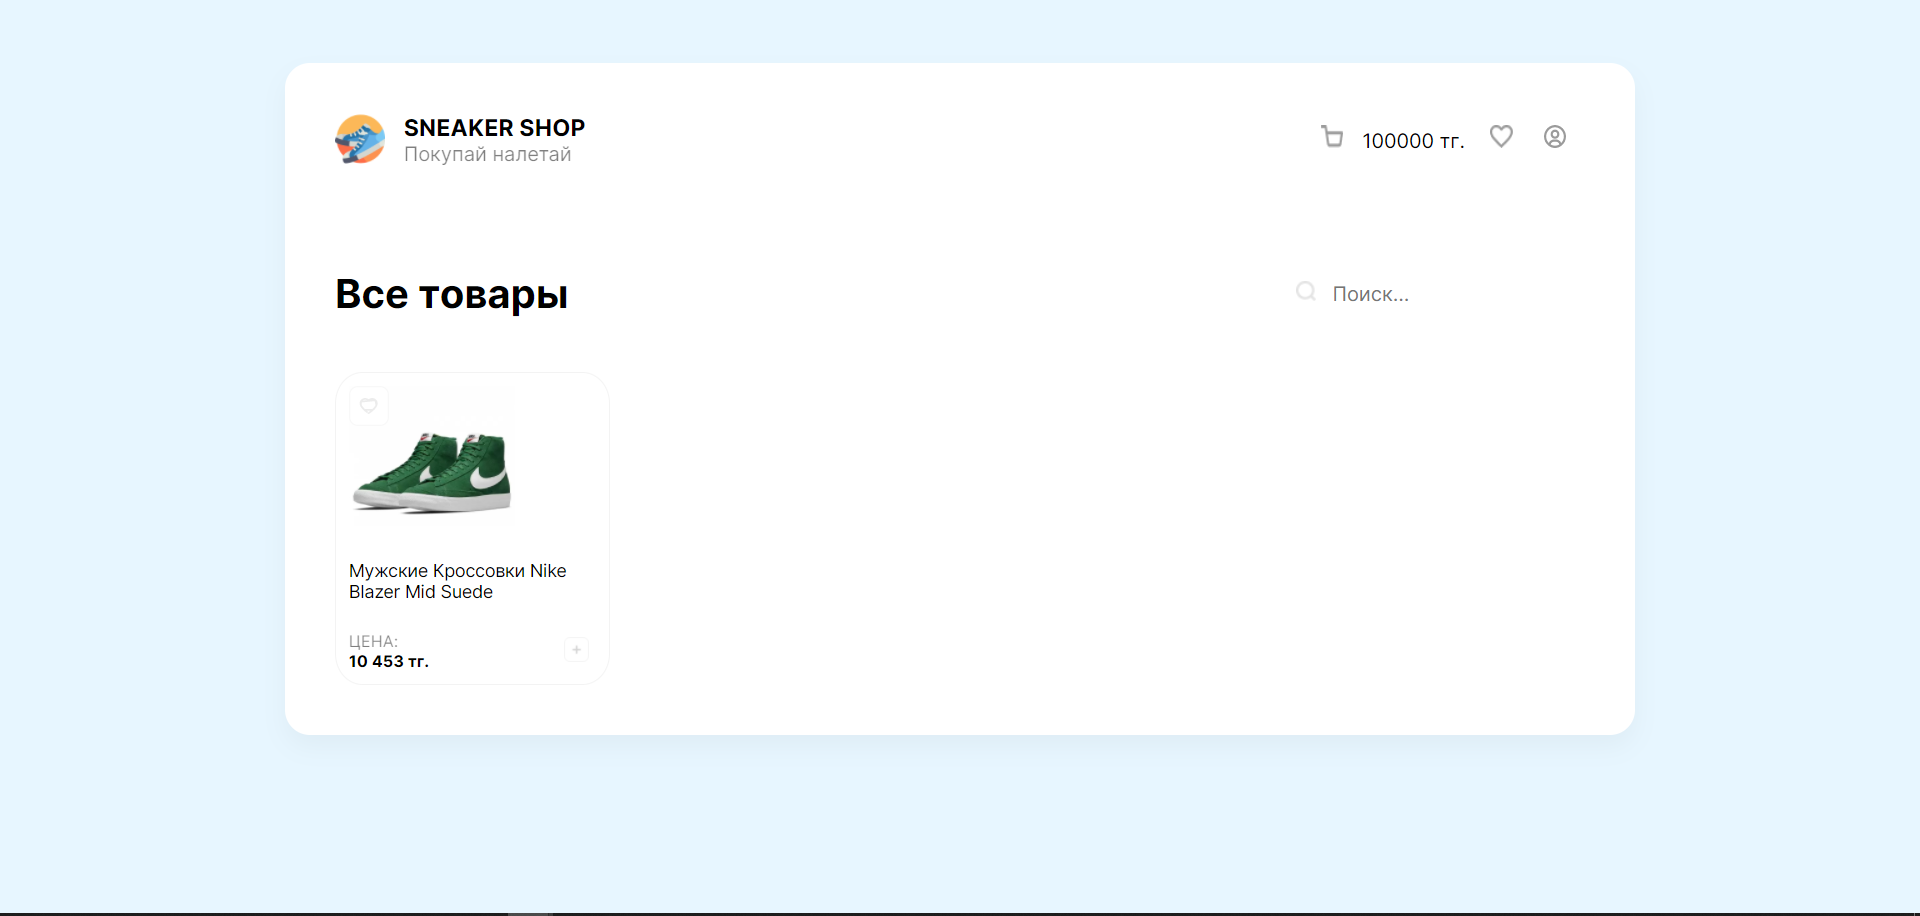 SNEAKER SHOP
Покупай налетай
100000 тг.
Все товары
Поиск...
Мужские Кроссовки Nike
Blazer Mid Suede
ЦЕНА:
10 453 тг.